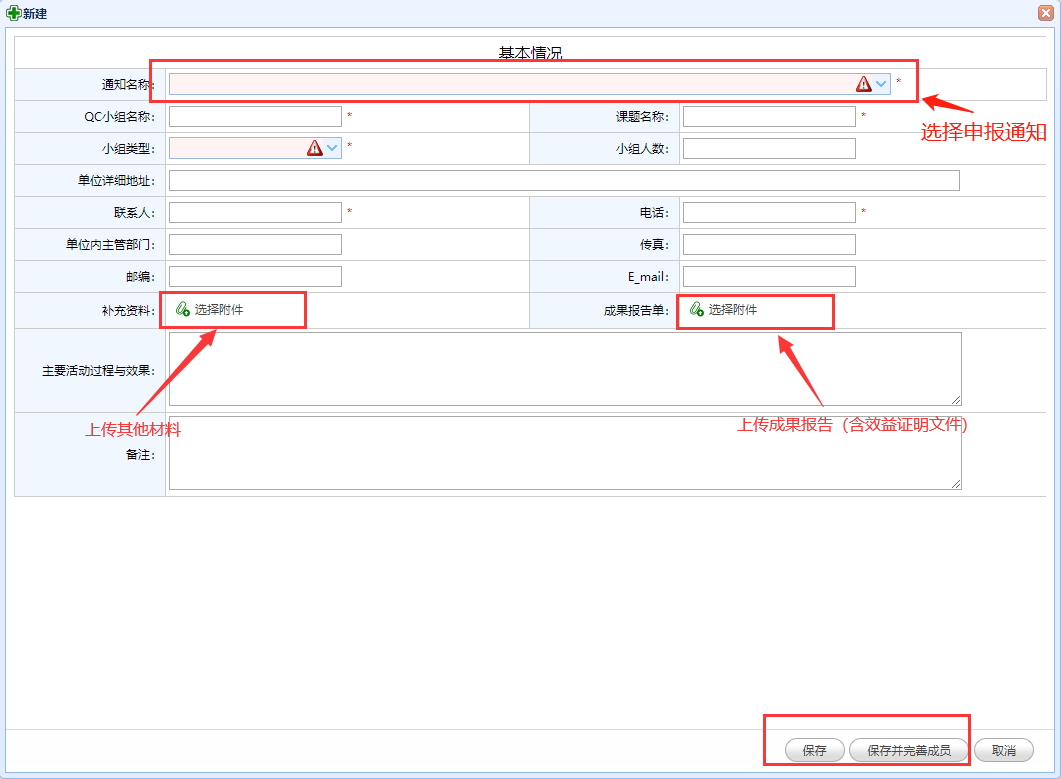 新建
基本情况
通知名称: *
选择申报通知
QC小组名称: * 课题名称: *
小组类型: * 小组人数:
单位详细地址:
联系人: * 电话: *
单位内主管部门: 传真:
邮编: E_mail:
补充资料: 选择附件 成果报告单: 选择附件
主要活动过程与效果:
上传其他材料 上传成果报告（含效益证明文件)
备注:
保存 保存并完善成员 取消